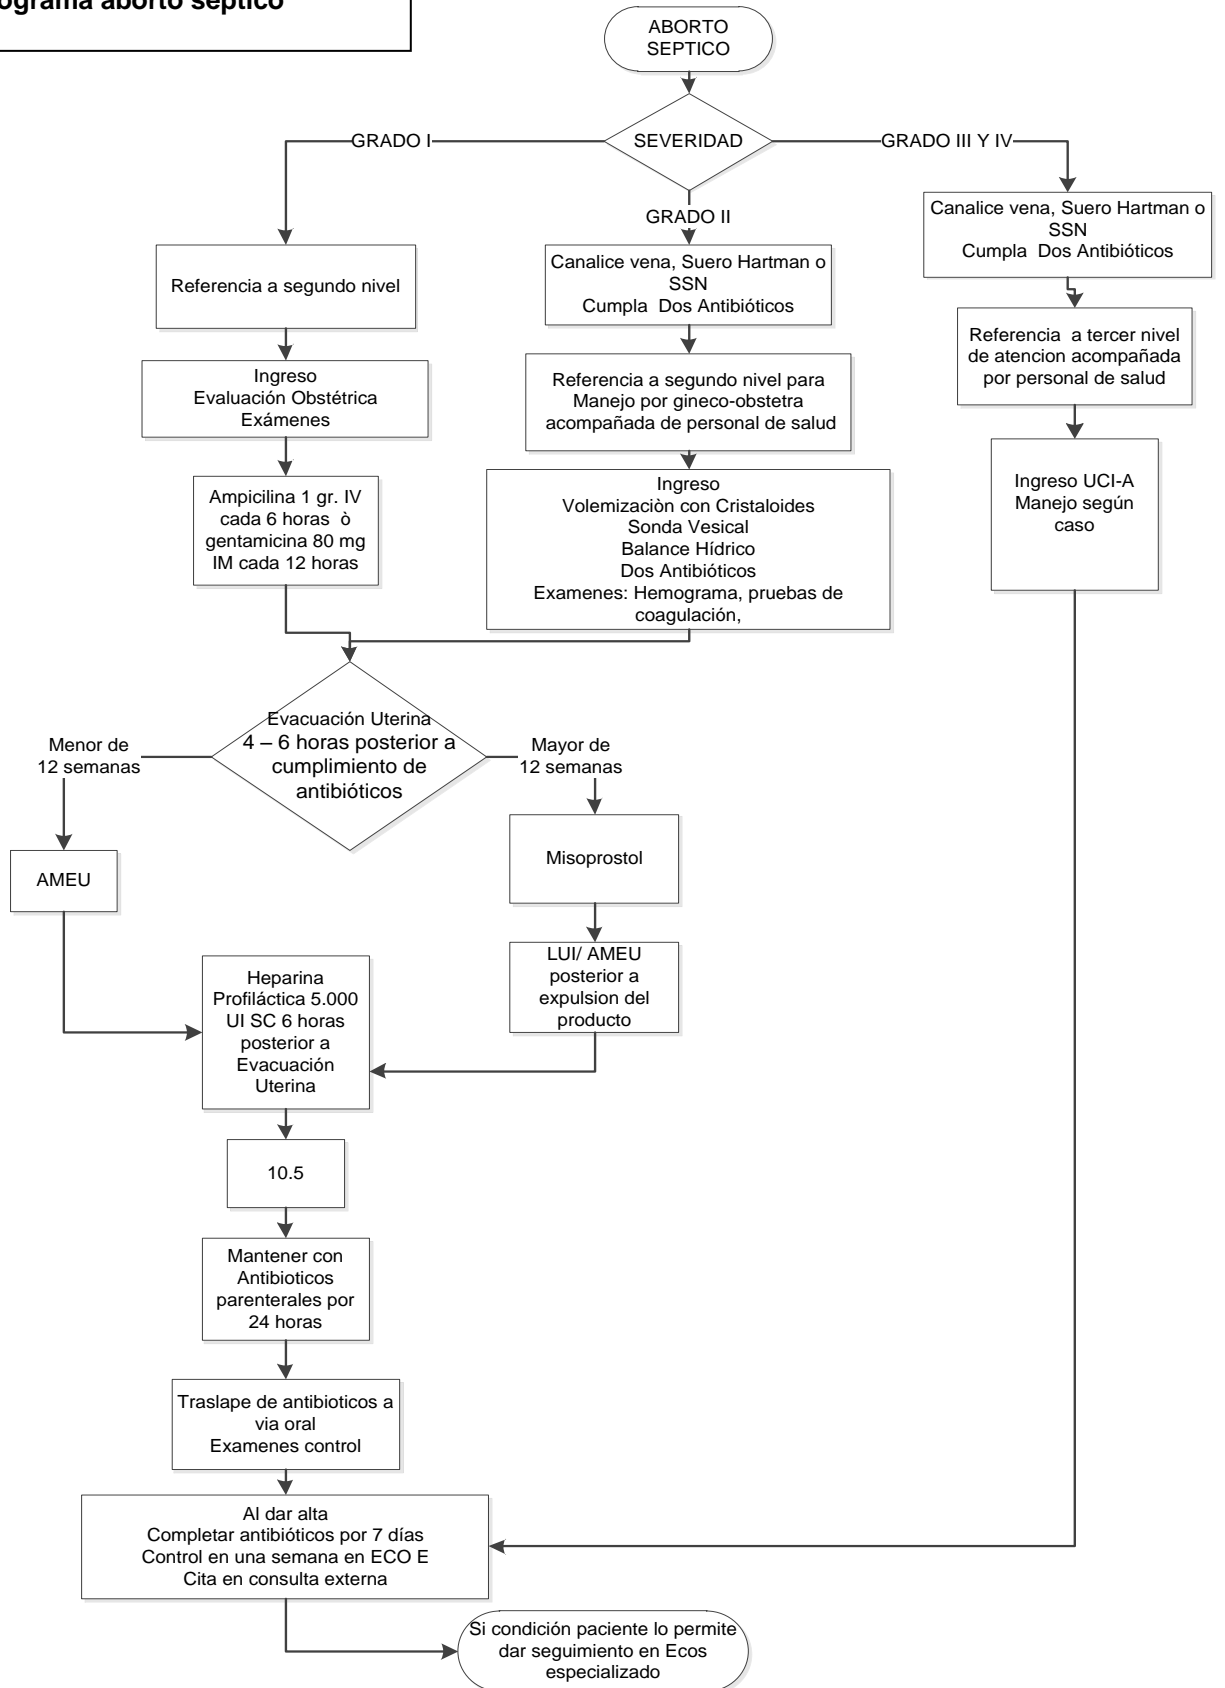 ograma aborto séptico
ABORTO
SEPTICO
SEVERIDAD
GRADO I
GRADO III Y IV
GRADO II
Referencia a segundo nivel
Canalice vena, Suero Hartman o
SSN
Cumpla Dos Antibióticos
Canalice vena, Suero Hartman o
SSN
Cumpla Dos Antibióticos
Ingreso
Evaluación Obstétrica
Exámenes
Referencia a segundo nivel para
Manejo por gineco-obstetra
acompañada de personal de salud
Referencia a tercer nivel
de atencion acompañada
por personal de salud
Ampicilina 1 gr. IV
cada 6 horas ò
gentamicina 80 mg
IM cada 12 horas
Ingreso
Volemizaciòn con Cristaloides
Sonda Vesical
Balance Hídrico
Dos Antibióticos
Examenes: Hemograma, pruebas de
coagulación,
Ingreso UCI-A
Manejo según
caso
Evacuación Uterina
4 – 6 horas posterior a
cumplimiento de
antibióticos
Menor de
12 semanas
Mayor de
12 semanas
AMEU
Misoprostol
LUI/ AMEU
posterior a
expulsion del
producto
Heparina
Profiláctica 5.000
UI SC 6 horas
posterior a
Evacuación
Uterina
10.5
Mantener con
Antibioticos
parenterales por
24 horas
Traslape de antibioticos a
via oral
Examenes control
Al dar alta
Completar antibióticos por 7 días
Control en una semana en ECO E
Cita en consulta externa
Si condición paciente lo permite
dar seguimiento en Ecos
especializado